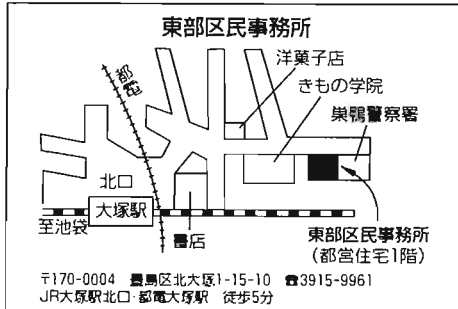 東部区民事務所
洋菓子店
都電
きもの学院
巣鴨警察署
北口
大塚駅
至池袋
書店
東部区民事務所
(都営住宅1階)
〒170-0004 豊島区北大塚1-15-10 ☎3915-9961
JR大塚駅北口・都電大塚駅 徒歩5分